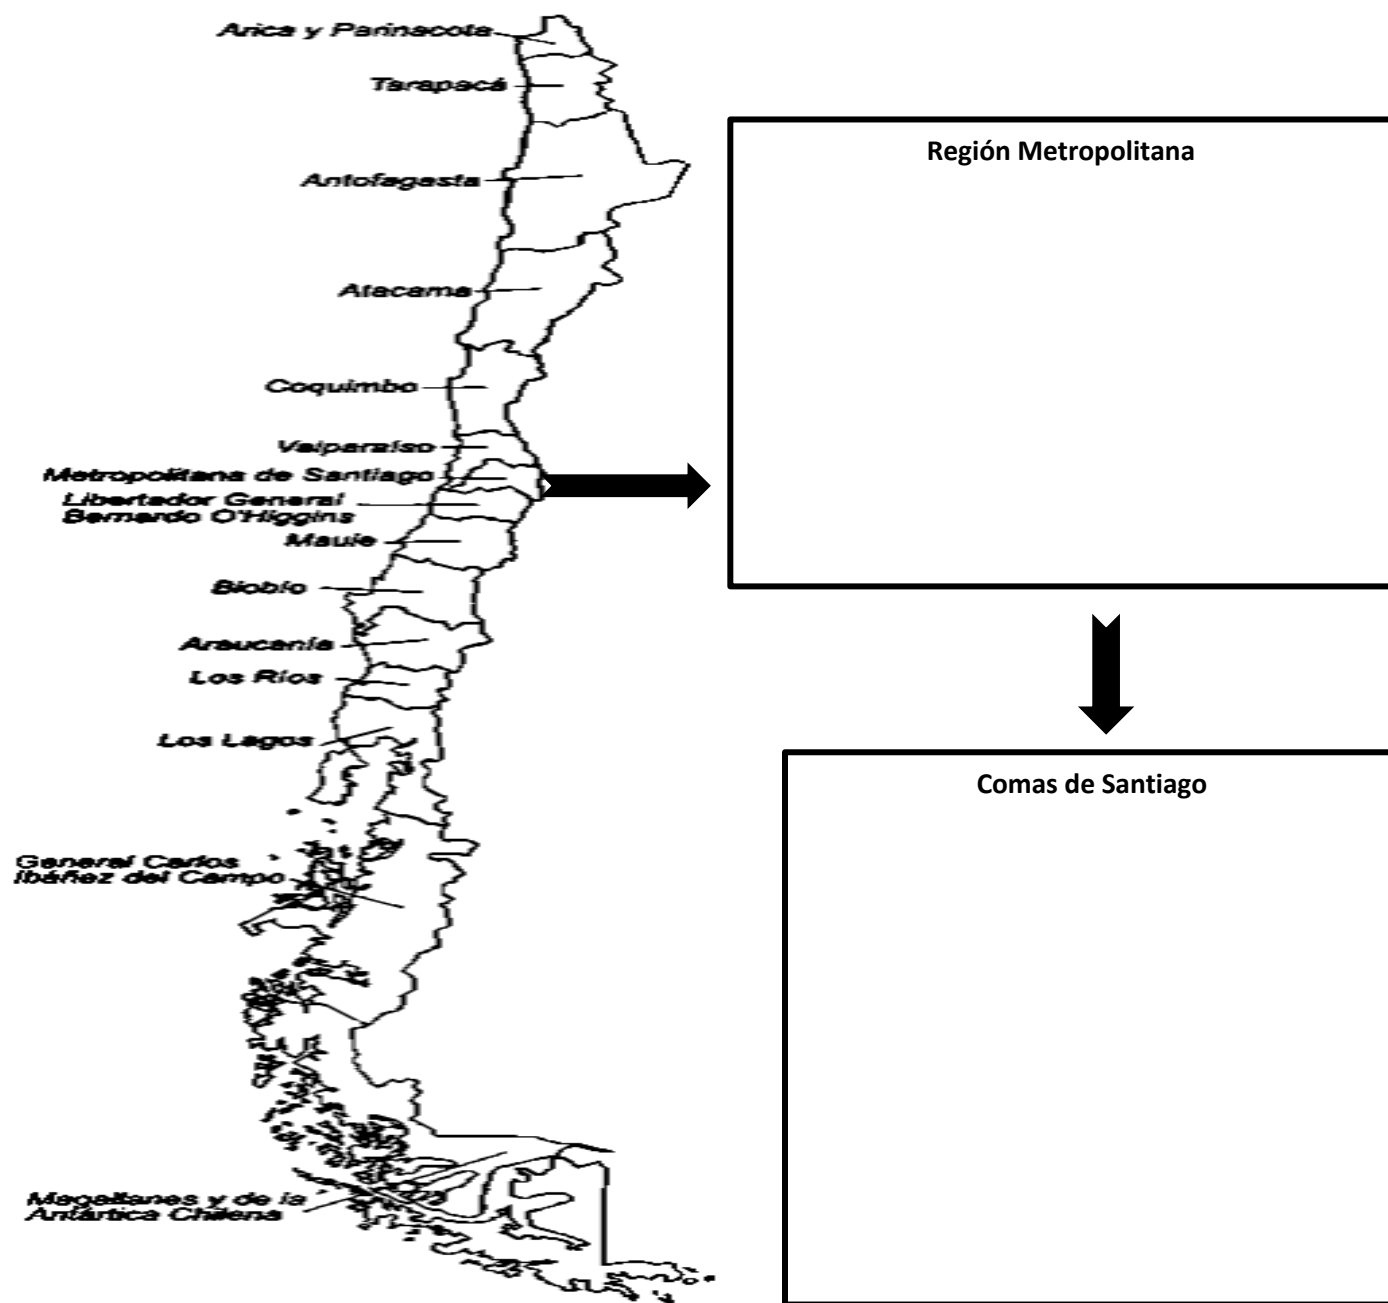 Arica y Parinacota
Tarapacá
Antofagasta
Atacama
Coquimbo
Valparaíso
Metropolitana de Santiago
Libertador General
Bernardo O'Higgins
Maule
Biobío
Araucanía
Los Ríos
Los Lagos
General Carlos
Ibáñez del Campo
Magallanes y de la
Antártica Chilena
Región Metropolitana
Comas de Santiago